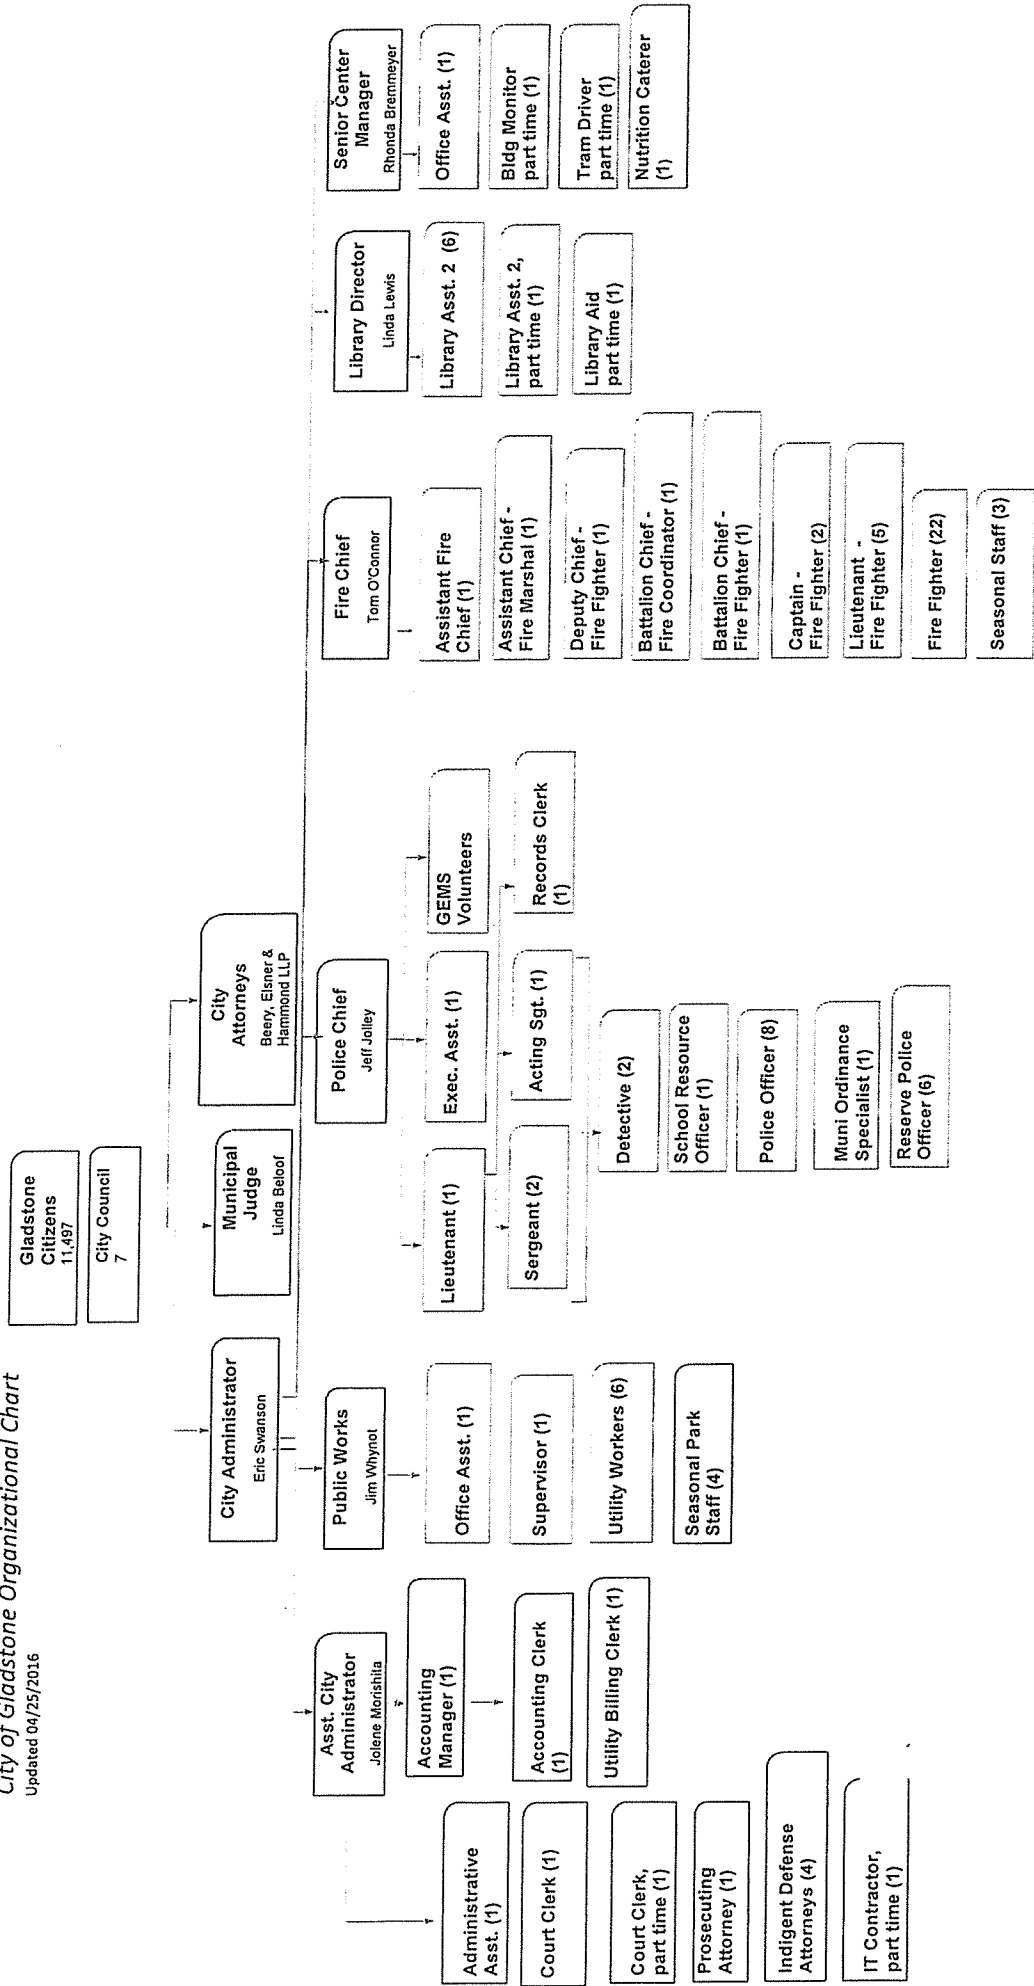 City of Gladstone Organizational Chart
Updated 04/25/2016
Gladstone
Citizens
11,497
City Council
7
City Administrator
Eric Swanson
Municipal
Judge
Linda Beloof
City
Attorneys
Beery, Elsner &
Hammond LLP
Asst. City
Administrator
Jolene Morishita
Administrative
Asst. (1)
Court Clerk (1)
Court Clerk,
part time (1)
Prosecuting
Attorney (1)
Indigent Defense
Attorneys (4)
IT Contractor,
part time (1)
Accounting
Manager (1)
Accounting Clerk
(1)
Utility Billing Clerk (1)
Public Works
Jim Whynot
Office Asst. (1)
Supervisor (1)
Utility Workers (6)
Seasonal Park
Staff (4)
Police Chief
Jeff Jolley
Lieutenant (1)
Exec. Asst. (1)
GEMS
Volunteers
Sergeant (2)
Acting Sgt. (1)
Records Clerk
(1)
Detective (2)
School Resource
Officer (1)
Police Officer (8)
Muni Ordinance
Specialist (1)
Reserve Police
Officer (6)
Fire Chief
Tom O'Connor
Assistant Fire
Chief (1)
Assistant Chief -
Fire Marshal (1)
Deputy Chief -
Fire Fighter (1)
Battalion Chief -
Fire Coordinator (1)
Battalion Chief -
Fire Fighter (1)
Captain -
Fire Fighter (2)
Lieutenant -
Fire Fighter (5)
Fire Fighter (22)
Seasonal Staff (3)
Library Director
Linda Lewis
Library Asst. 2 (6)
Library Asst. 2,
part time (1)
Library Aid
part time (1)
Senior Center
Manager
Rhonda Bremmeyer
Office Asst. (1)
Bldg Monitor
part time (1)
Tram Driver
part time (1)
Nutrition Caterer
(1)